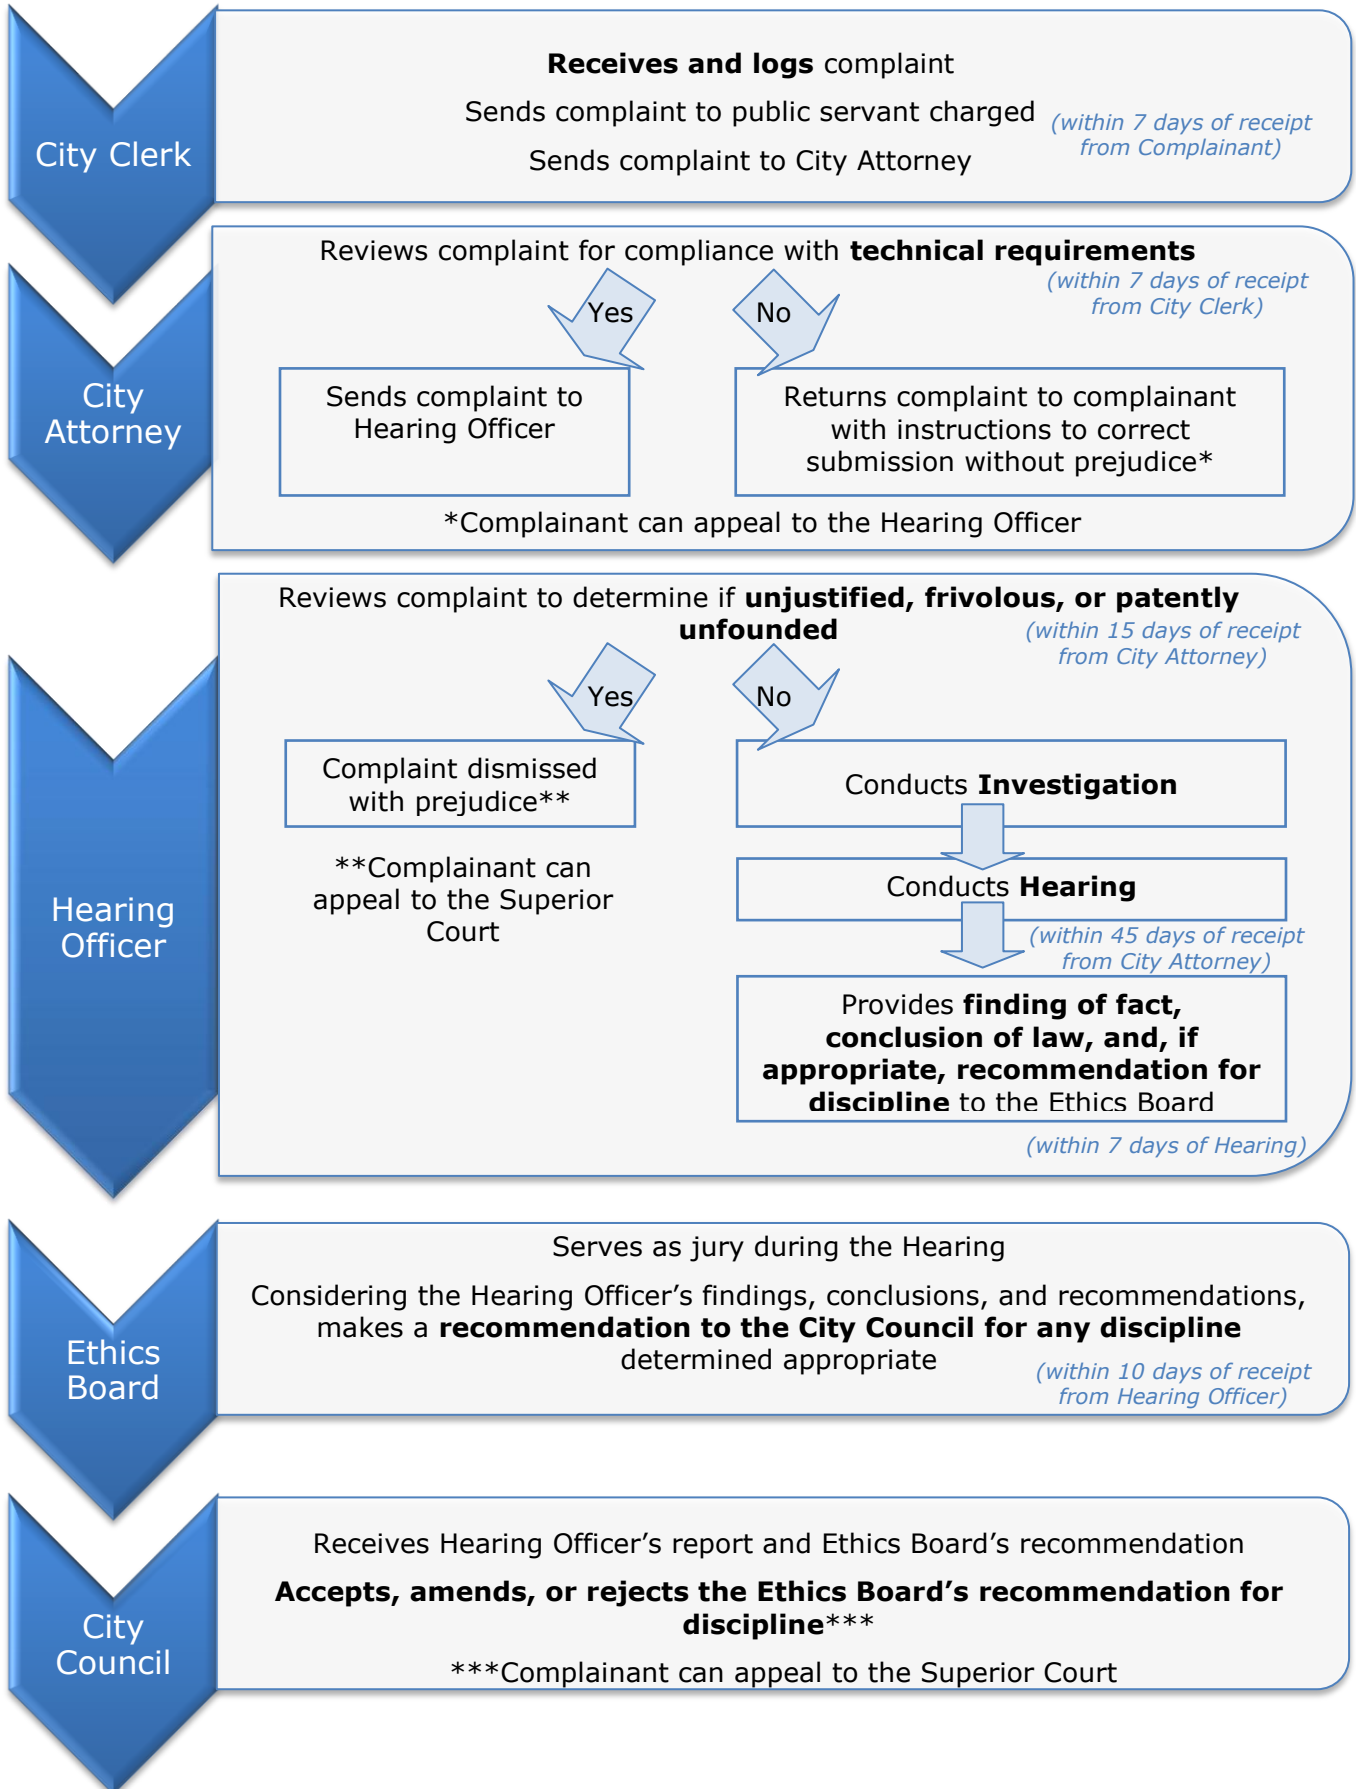 City Clerk
Receives and logs complaint
Sends complaint to public servant charged
Sends complaint to City Attorney
(within 7 days of receipt
from Complainant)
City
Attorney
Reviews complaint for compliance with technical requirements
(within 7 days of receipt
from City Clerk)
Yes
No
Sends complaint to
Hearing Officer
Returns complaint to complainant
with instructions to correct
submission without prejudice*
*Complainant can appeal to the Hearing Officer
Hearing
Officer
Reviews complaint to determine if unjustified, frivolous, or patently
unfounded
(within 15 days of receipt
from City Attorney)
Yes
No
Complaint dismissed
with prejudice**
**Complainant can
appeal to the Superior
Court
Conducts Investigation
Conducts Hearing
(within 45 days of receipt
from City Attorney)
Provides finding of fact,
conclusion of law, and, if
appropriate, recommendation for
discipline to the Ethics Board
(within 7 days of Hearing)
Ethics
Board
Serves as jury during the Hearing
Considering the Hearing Officer’s findings, conclusions, and recommendations,
makes a recommendation to the City Council for any discipline
determined appropriate
(within 10 days of receipt
from Hearing Officer)
City
Council
Receives Hearing Officer’s report and Ethics Board’s recommendation
Accepts, amends, or rejects the Ethics Board’s recommendation for
discipline***
***Complainant can appeal to the Superior Court